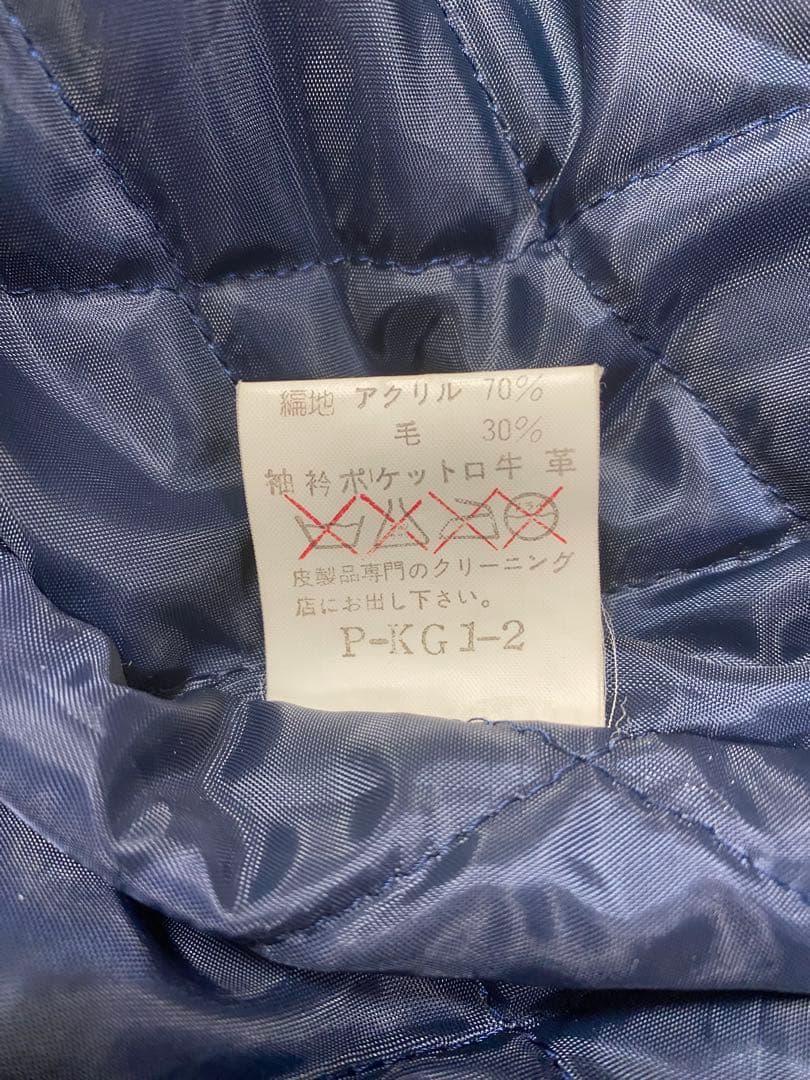 編地 アクリル 70%
毛 30%
袖衿ポケット口牛革
皮製品専門のクリーニング
店にお出し下さい。
P-KG1-2